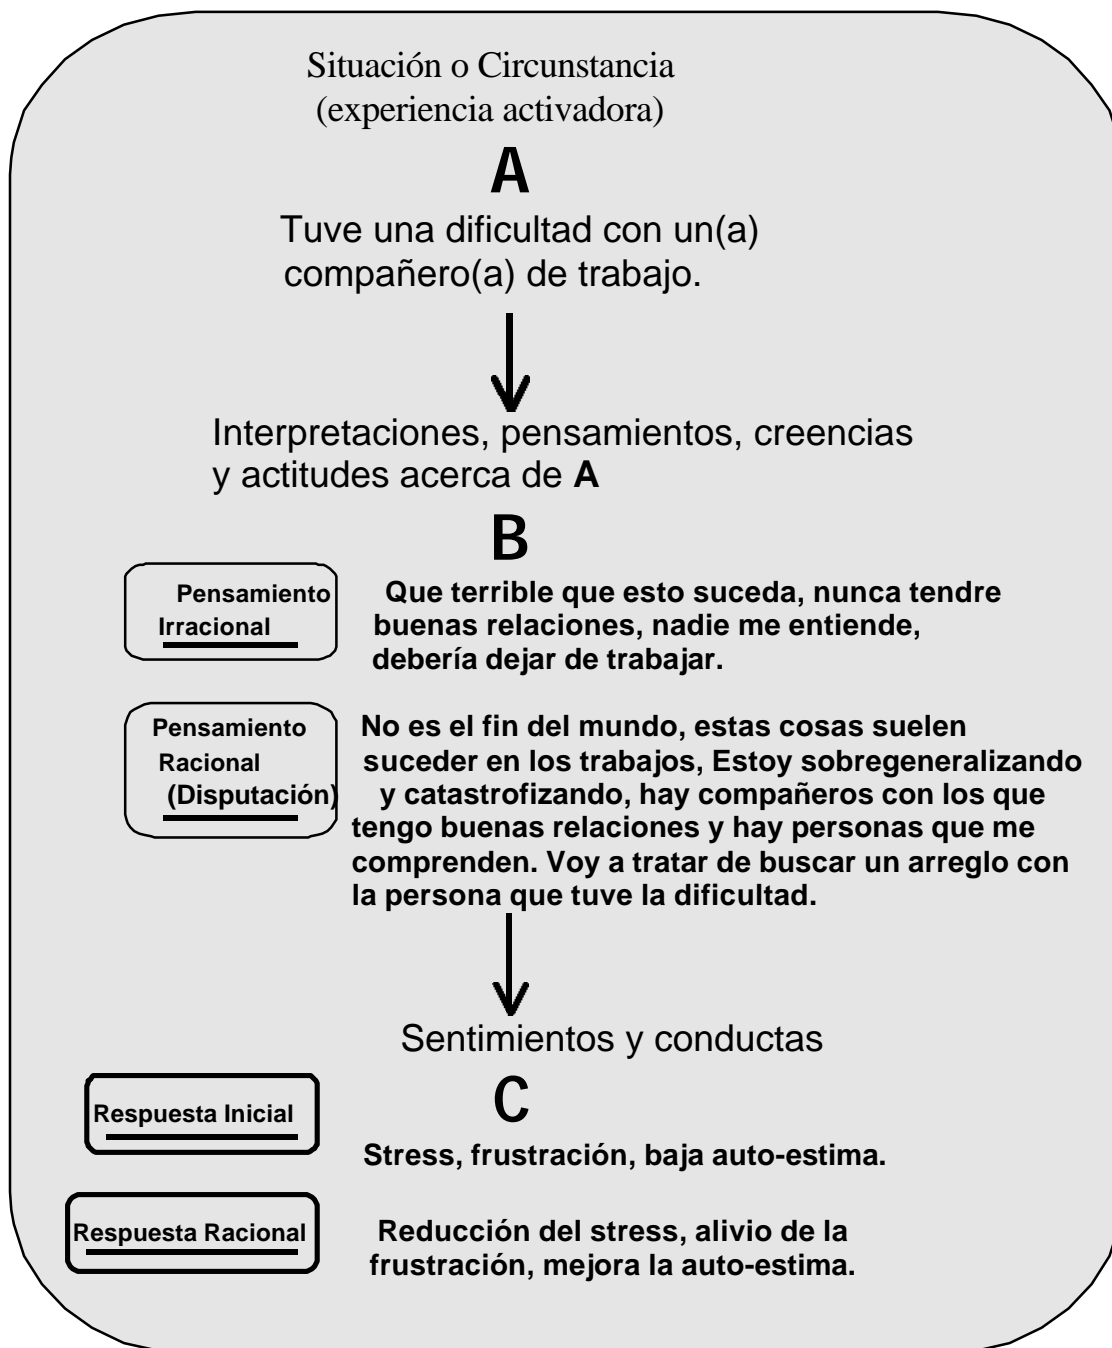 Situación o Circunstancia
(experiencia activadora)
A
Tuve una dificultad con un(a)
compañero(a) de trabajo.
Interpretaciones, pensamientos, creencias
y actitudes acerca de A
B
Pensamiento
Irracional
Que terrible que esto suceda, nunca tendre
buenas relaciones, nadie me entiende,
debería dejar de trabajar.
Pensamiento
Racional
(Disputación)
No es el fin del mundo, estas cosas suelen
suceder en los trabajos, Estoy sobregeneralizando
y catastrofizando, hay compañeros con los que
tengo buenas relaciones y hay personas que me
comprenden. Voy a tratar de buscar un arreglo con
la persona que tuve la dificultad.
Sentimientos y conductas
C
Respuesta Inicial
Stress, frustración, baja auto-estima.
Respuesta Racional
Reducción del stress, alivio de la
frustración, mejora la auto-estima.